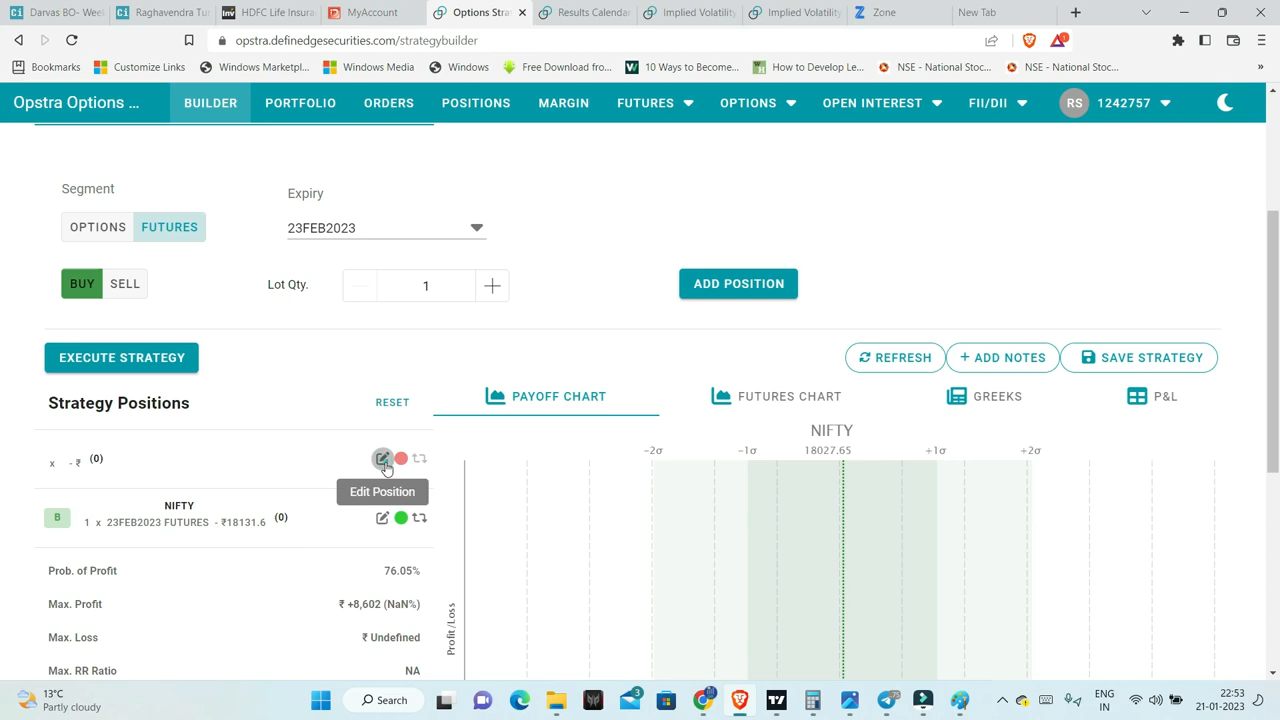 Darvas BO- Wee
Raghavendra Tu
HDFC Life Insura
MyAccount
Options Stra
Results Calenda
Implied Volatility
Implied Volatility
Zone
New Tab
opstra.definedgesecurities.com/strategybuilder
Bookmarks
Customize Links
Windows Marketpl...
Windows Media
Windows
Free Download fro...
10 Ways to Become...
How to Develop Le...
NSE - National Stoc...
NSE - National Stoc...
»
Opstra Options ...
BUILDER
PORTFOLIO
ORDERS
POSITIONS
MARGIN
FUTURES
OPTIONS
OPEN INTEREST
FII/DII
RS
1242757
Segment
Expiry
OPTIONS
FUTURES
23FEB2023
BUY
SELL
Lot Qty.
1
ADD POSITION
EXECUTE STRATEGY
REFRESH
+ ADD NOTES
SAVE STRATEGY
Strategy Positions
RESET
PAYOFF CHART
FUTURES CHART
GREEKS
P&L
NIFTY
-2σ
-1σ
18027.65
+1σ
+2σ
x - ₹ (0)
Edit Position
B
NIFTY
1 x 23FEB2023 FUTURES - ₹18131.6 (0)
Prob. of Profit 76.05%
Max. Profit ₹ +8,602 (NaN%)
Max. Loss ₹ Undefined
Max. RR Ratio NA
Profit/Loss
13°C
Partly Cloudy
Search
3
ENG
IN
22:53
21-01-2023